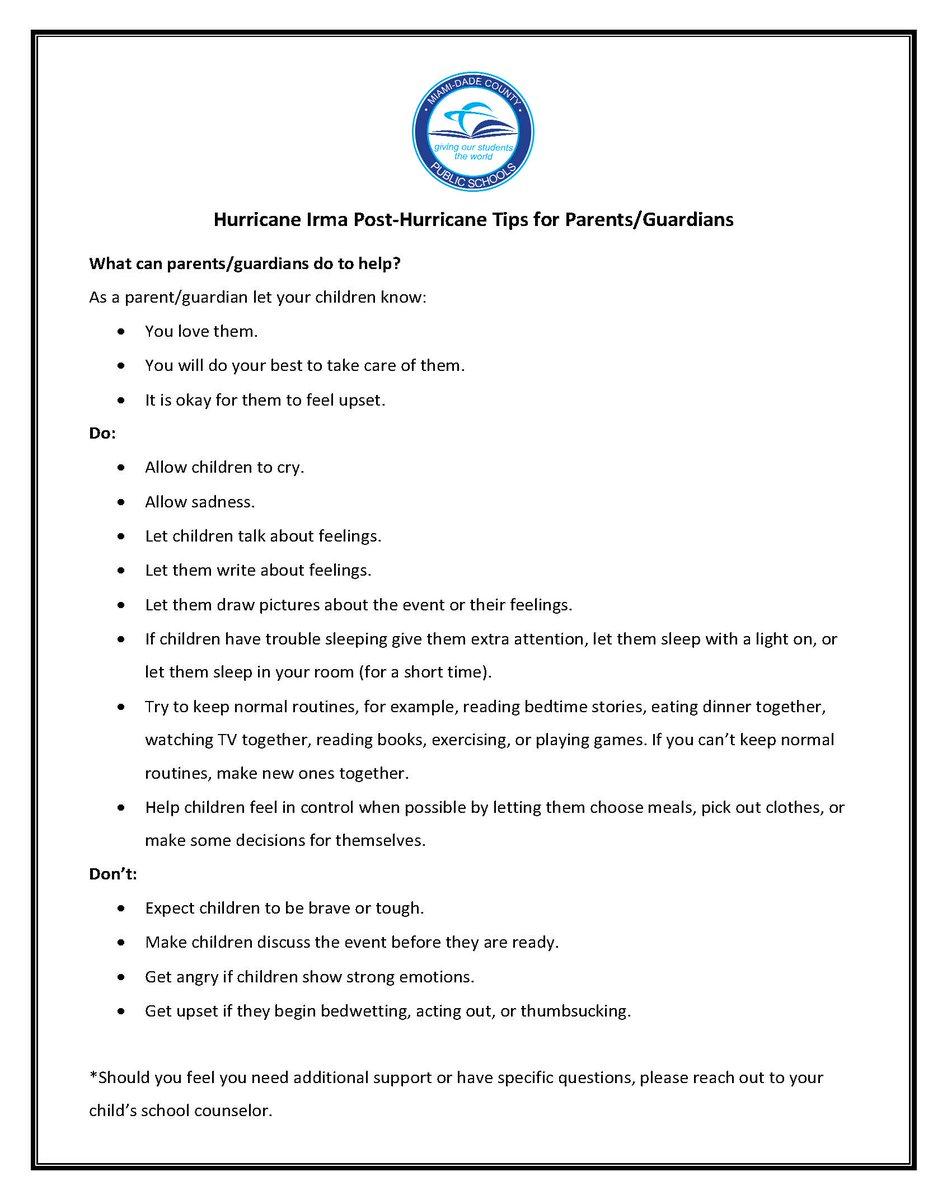 • MIAMI-DADE COUNTY •
giving our students
the world
PUBLIC SCHOOLS
Hurricane Irma Post-Hurricane Tips for Parents/Guardians
What can parents/guardians do to help?
As a parent/guardian let your children know:
• You love them.
• You will do your best to take care of them.
• It is okay for them to feel upset.
Do:
• Allow children to cry.
• Allow sadness.
• Let children talk about feelings.
• Let them write about feelings.
• Let them draw pictures about the event or their feelings.
• If children have trouble sleeping give them extra attention, let them sleep with a light on, or
let them sleep in your room (for a short time).
• Try to keep normal routines, for example, reading bedtime stories, eating dinner together,
watching TV together, reading books, exercising, or playing games. If you can’t keep normal
routines, make new ones together.
• Help children feel in control when possible by letting them choose meals, pick out clothes, or
make some decisions for themselves.
Don’t:
• Expect children to be brave or tough.
• Make children discuss the event before they are ready.
• Get angry if children show strong emotions.
• Get upset if they begin bedwetting, acting out, or thumbsucking.
*Should you feel you need additional support or have specific questions, please reach out to your
child’s school counselor.